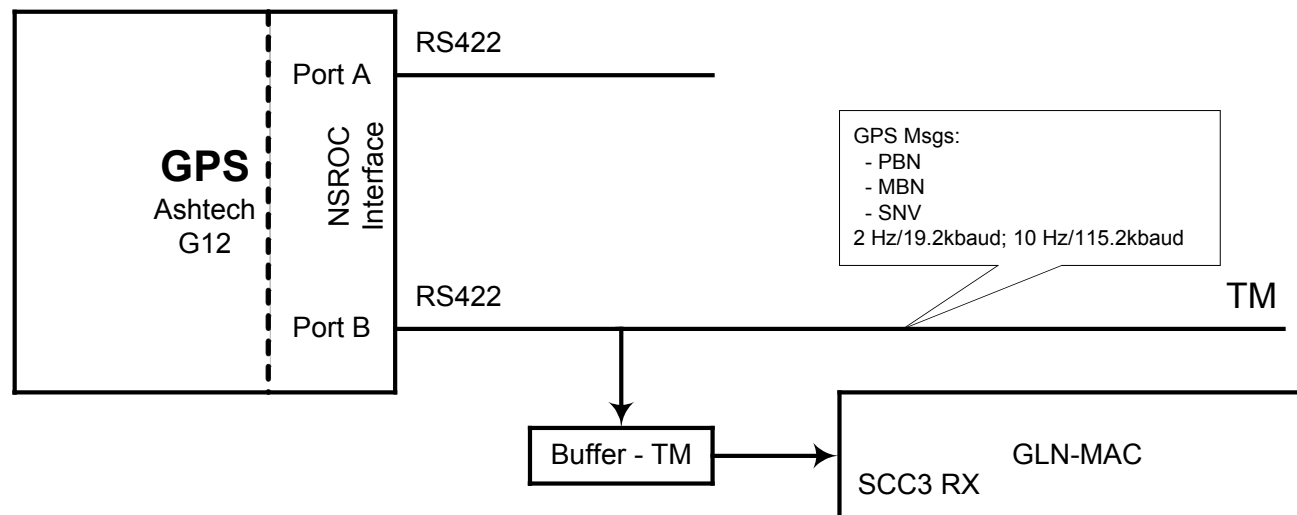 RS422
Port A
NSROC
Interface
GPS
Ashtech
G12
GPS Msgs:
- PBN
- MBN
- SNV
2 Hz/19.2kbaud; 10 Hz/115.2kbaud
RS422
TM
Port B
Buffer - TM
GLN-MAC
SCC3 RX